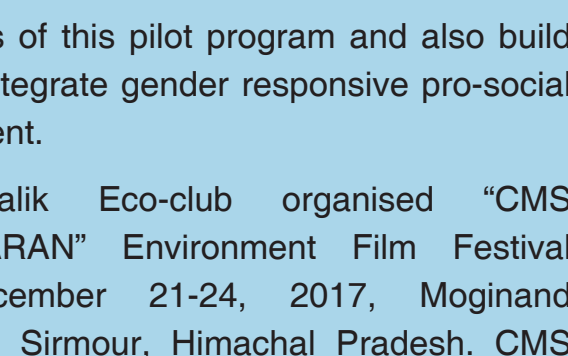 s of this pilot program and also build
tegrate gender responsive pro-social
ent.
alik Eco-club organised “CMS
ARAN” Environment Film Festival
cember 21-24, 2017, Moginand
Sirmour, Himachal Pradesh. CMS